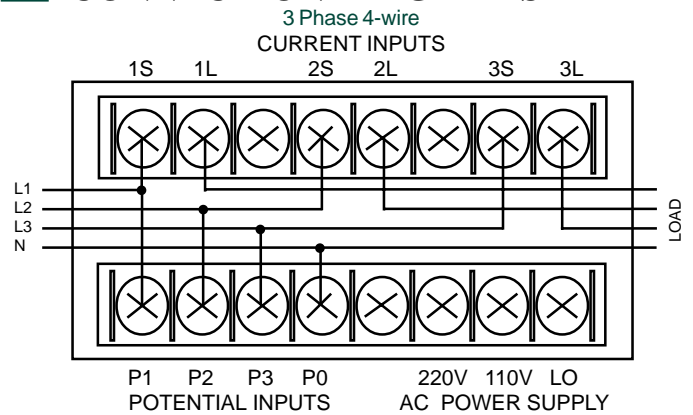 3 Phase 4-wire
CURRENT INPUTS
1S 1L 2S 2L 3S 3L
L1
L2
L3
N
LOAD
P1 P2 P3 P0 220V 110V LO
POTENTIAL INPUTS AC POWER SUPPLY